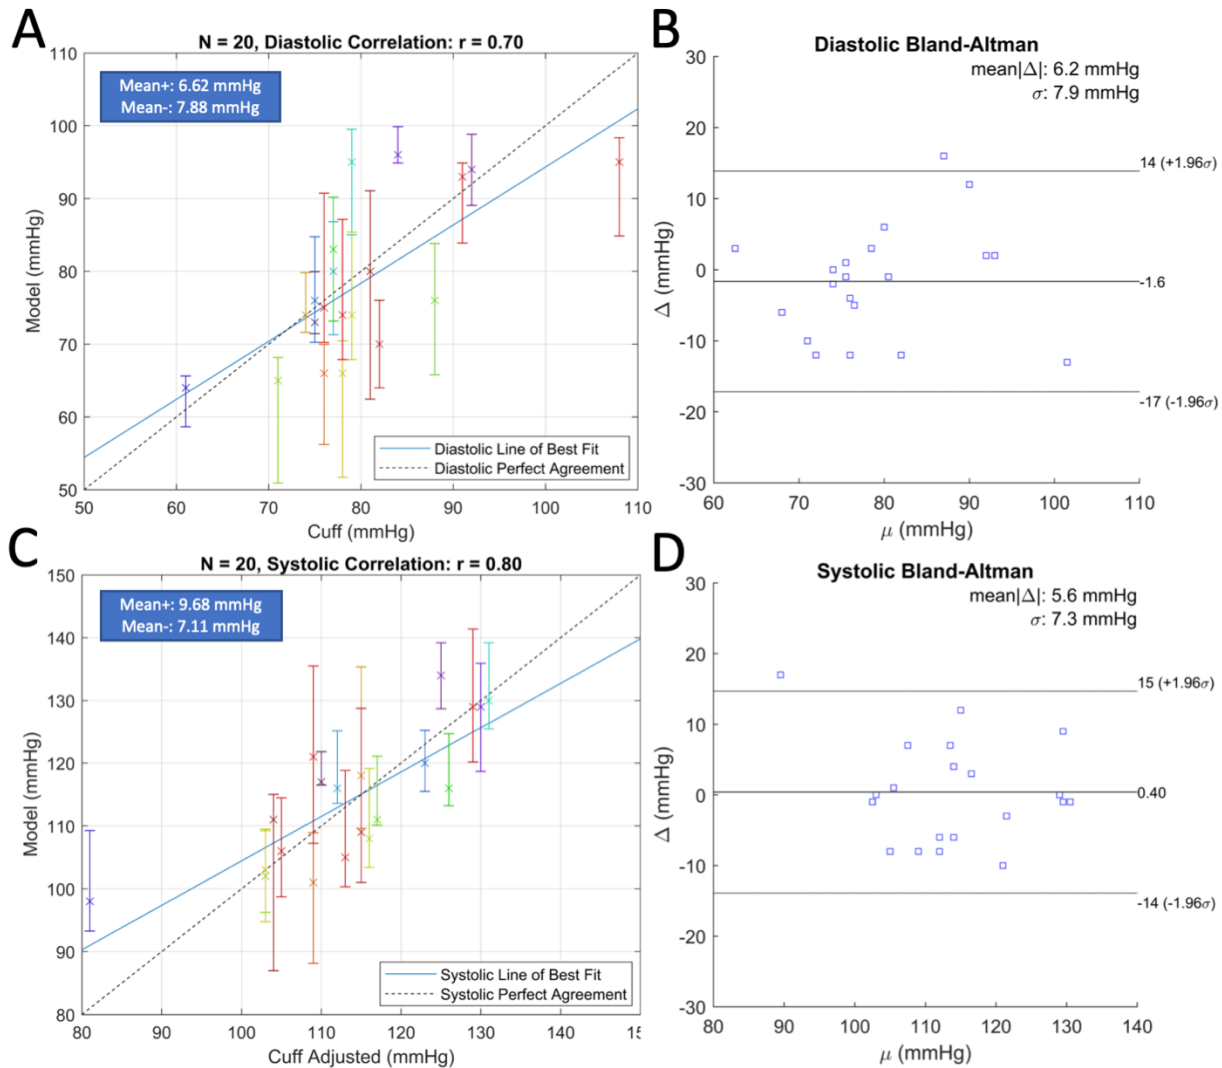 A
N = 20, Diastolic Correlation: r = 0.70
Mean+: 6.62 mmHg
Mean-: 7.88 mmHg
110
100
90
80
70
60
50
Model (mmHg)
Diastolic Line of Best Fit
Diastolic Perfect Agreement
50 60 70 80 90 100 110
Cuff (mmHg)
B
Diastolic Bland-Altman
mean|Δ|: 6.2 mmHg
σ: 7.9 mmHg
30
20
10
0
-10
-20
-30
Δ (mmHg)
14 (+1.96σ)
-1.6
-17 (-1.96σ)
60 70 80 90 100 110
μ (mmHg)
C
N = 20, Systolic Correlation: r = 0.80
Mean+: 9.68 mmHg
Mean-: 7.11 mmHg
150
140
130
120
110
100
90
80
Model (mmHg)
Systolic Line of Best Fit
Systolic Perfect Agreement
80 90 100 110 120 130 140
Cuff Adjusted (mmHg)
D
Systolic Bland-Altman
mean|Δ|: 5.6 mmHg
σ: 7.3 mmHg
30
20
10
0
-10
-20
-30
Δ (mmHg)
15 (+1.96σ)
0.40
-14 (-1.96σ)
80 90 100 110 120 130 140
μ (mmHg)